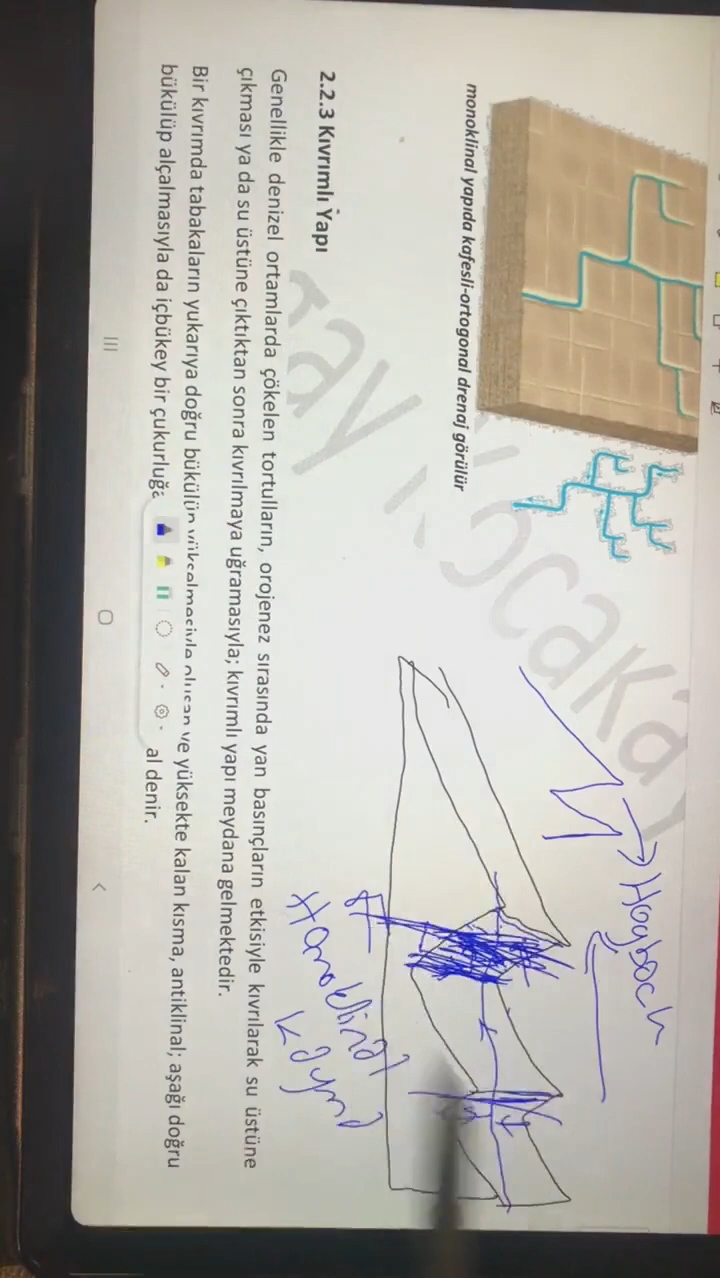 monoklinal yapıda kafesli-ortogonal drenaj görülür
Hogback
Monoklinal
Kayma
2.2.3 Kıvrımlı Yapı
Genellikle denizel ortamlarda çökelen tortulların, orojenez sırasında yan basınçların etkisiyle kıvrılarak su üstüne
çıkması ya da su üstüne çıktıktan sonra kıvrılmaya uğramasıyla; kıvrımlı yapı meydana gelmektedir.
Bir kıvrımda tabakaların yukarıya doğru bükülüp yükselmesiyle oluşan ve yüksekte kalan kısma, antiklinal; aşağı doğru
bükülüp alçalmasıyla da içbükey bir çukurluğa al denir.